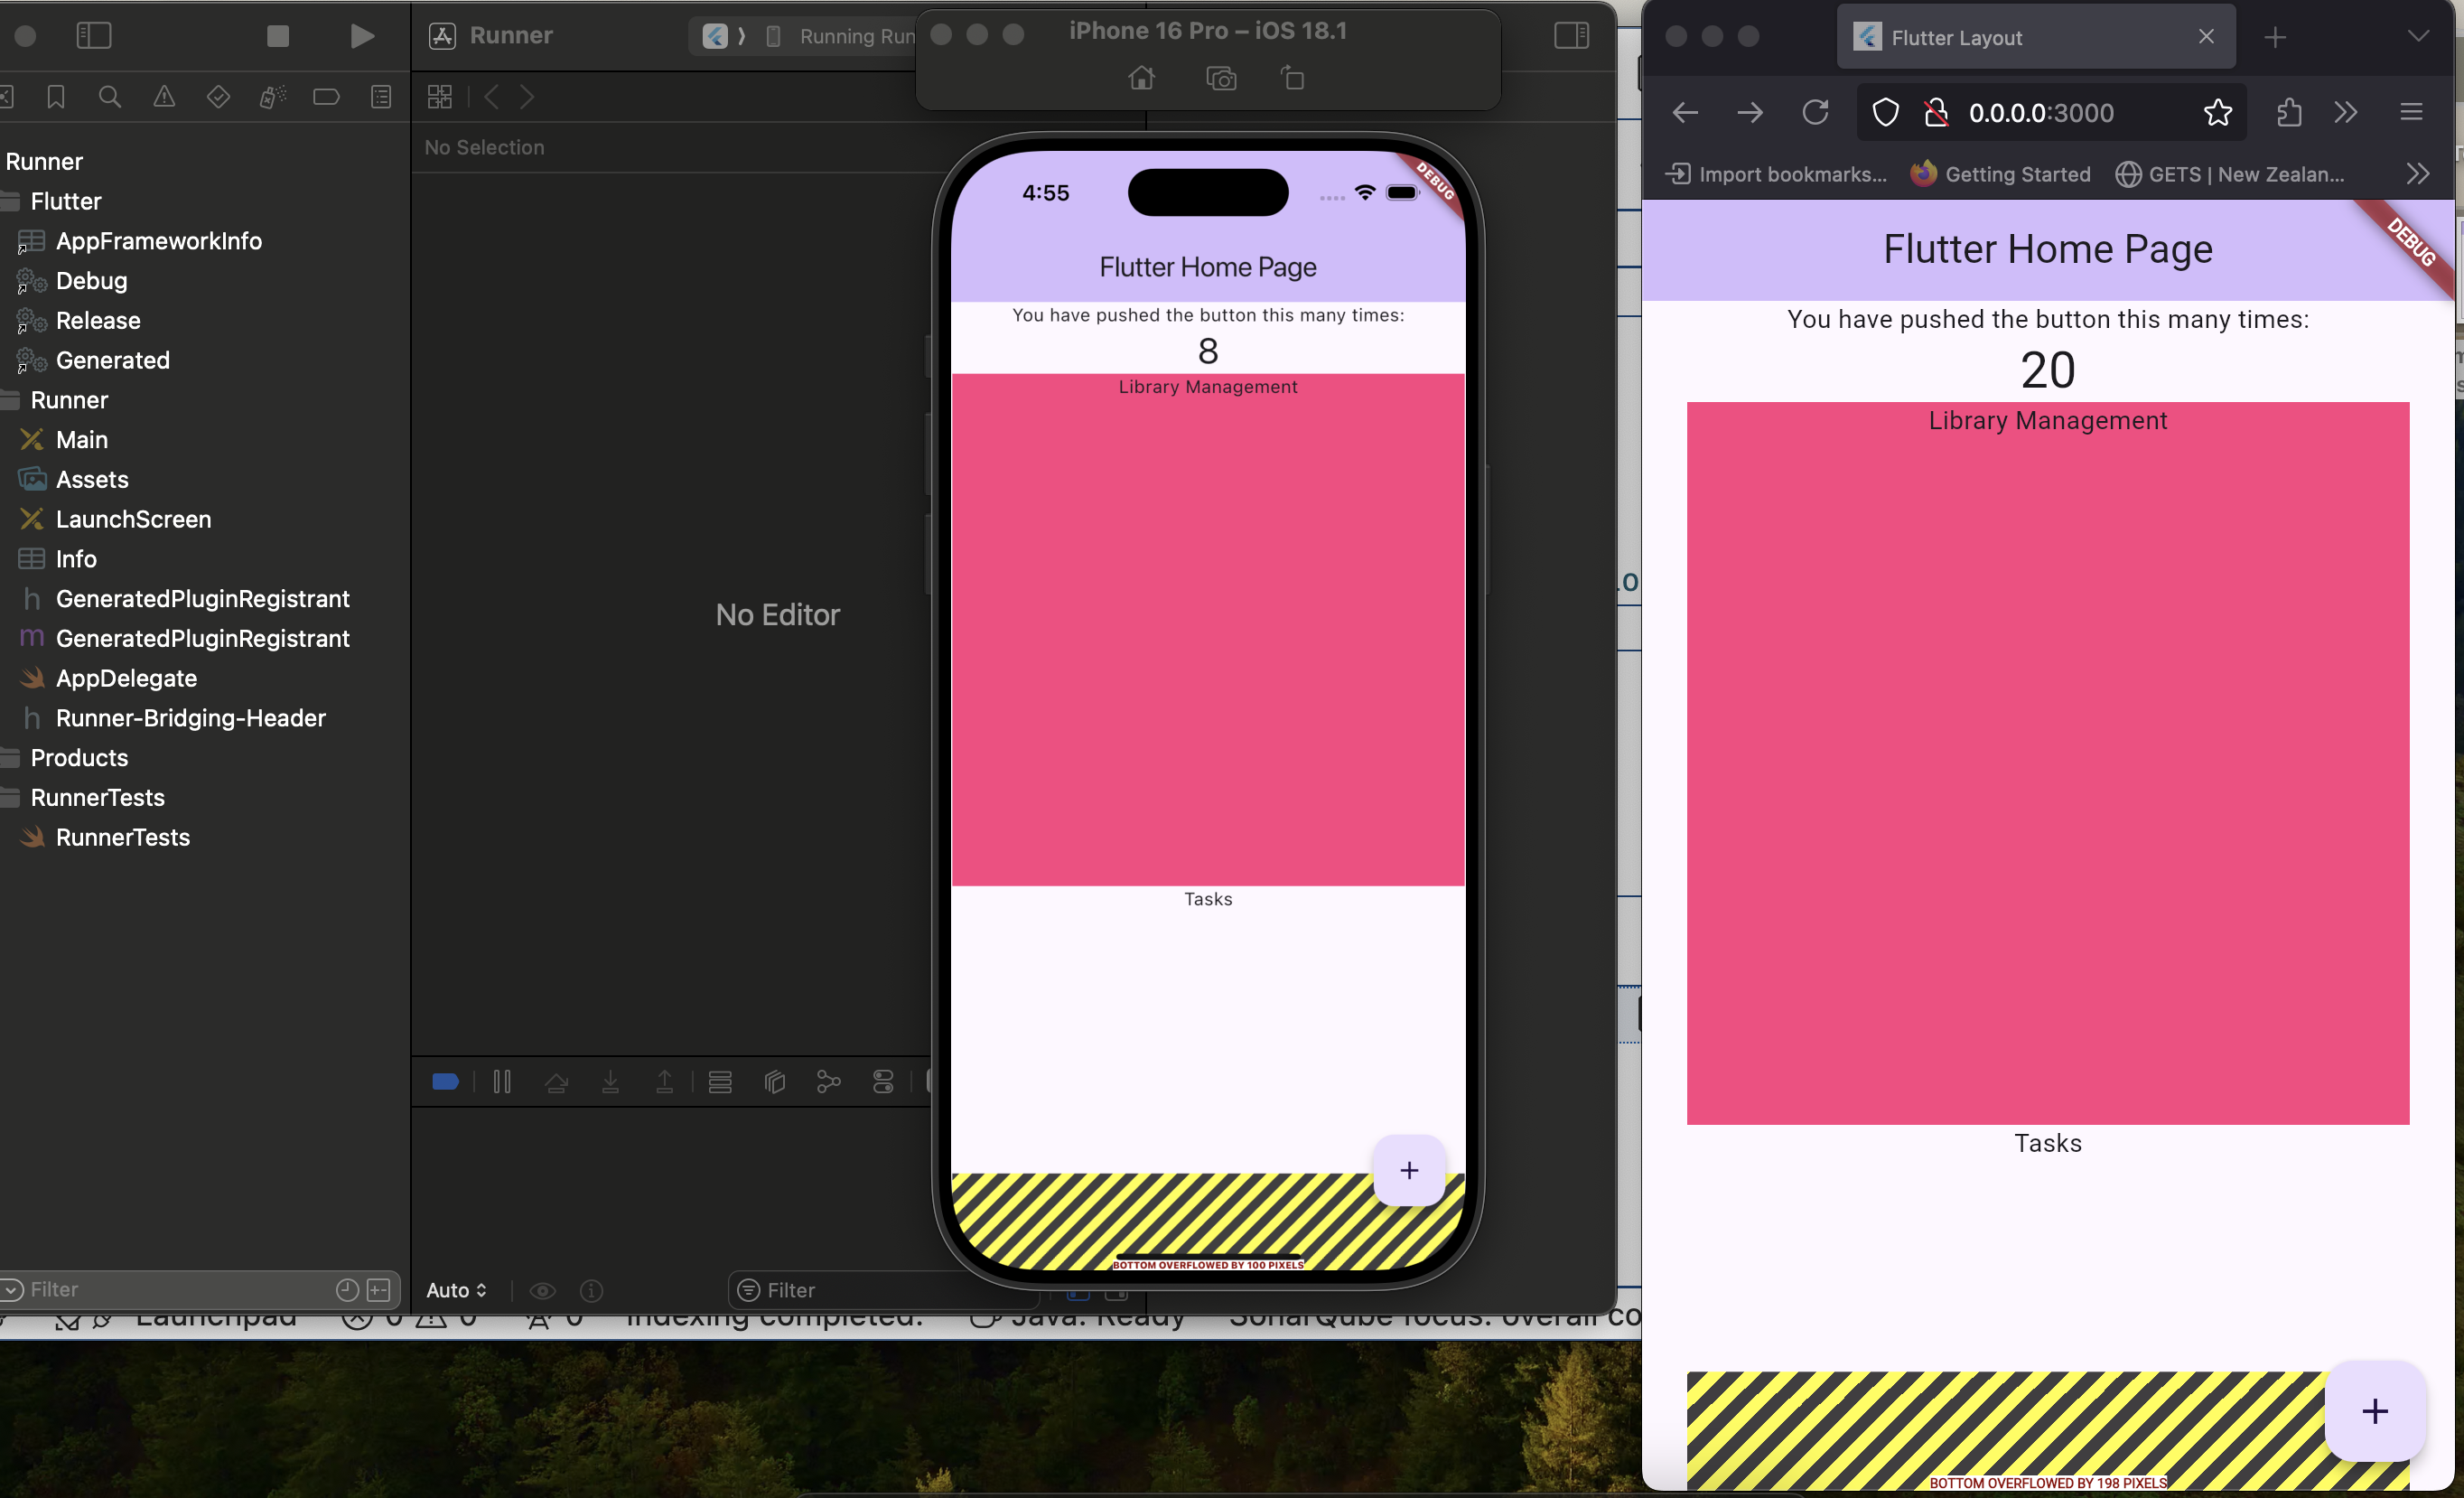 Runner
Running Run
No Selection
Runner
Flutter
AppFrameworkInfo
Debug
Release
Generated
Runner
Main
Assets
LaunchScreen
Info
GeneratedPluginRegistrant
GeneratedPluginRegistrant
AppDelegate
Runner-Bridging-Header
Products
RunnerTests
RunnerTests
Filter
No Editor
Auto
Filter
Launchpad 0 0 0 Indexing completed. Java: Ready SonarQube focus: overall co
iPhone 16 Pro – iOS 18.1
4:55
DEBUG
Flutter Home Page
You have pushed the button this many times:
8
Library Management
Tasks
+
BOTTOM OVERFLOWED BY 100 PIXELS
Flutter Layout
0.0.0.0:3000
Import bookmarks... Getting Started GETS | New Zealan...
DEBUG
Flutter Home Page
You have pushed the button this many times:
20
Library Management
Tasks
+
BOTTOM OVERFLOWED BY 198 PIXELS